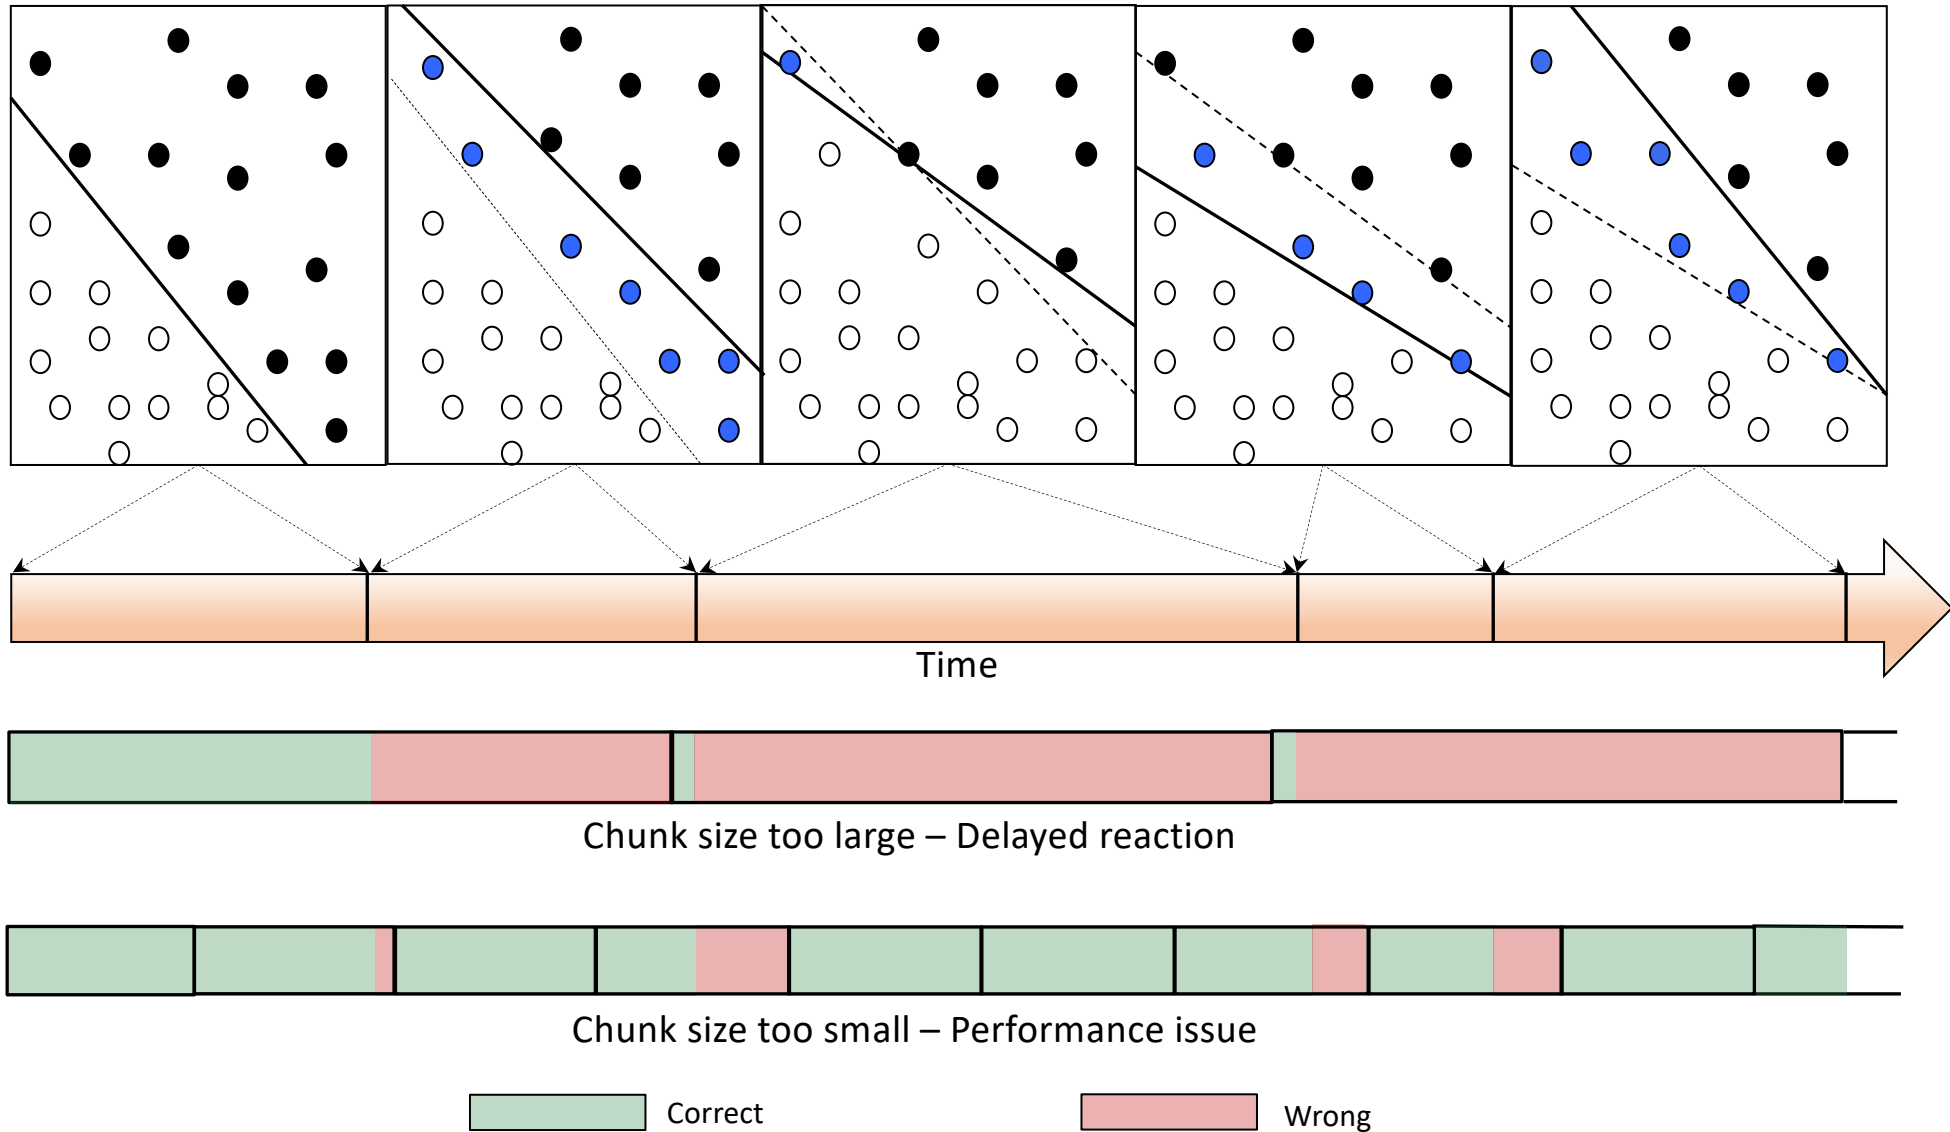 Time
Chunk size too large – Delayed reaction
Chunk size too small – Performance issue
Correct
Wrong